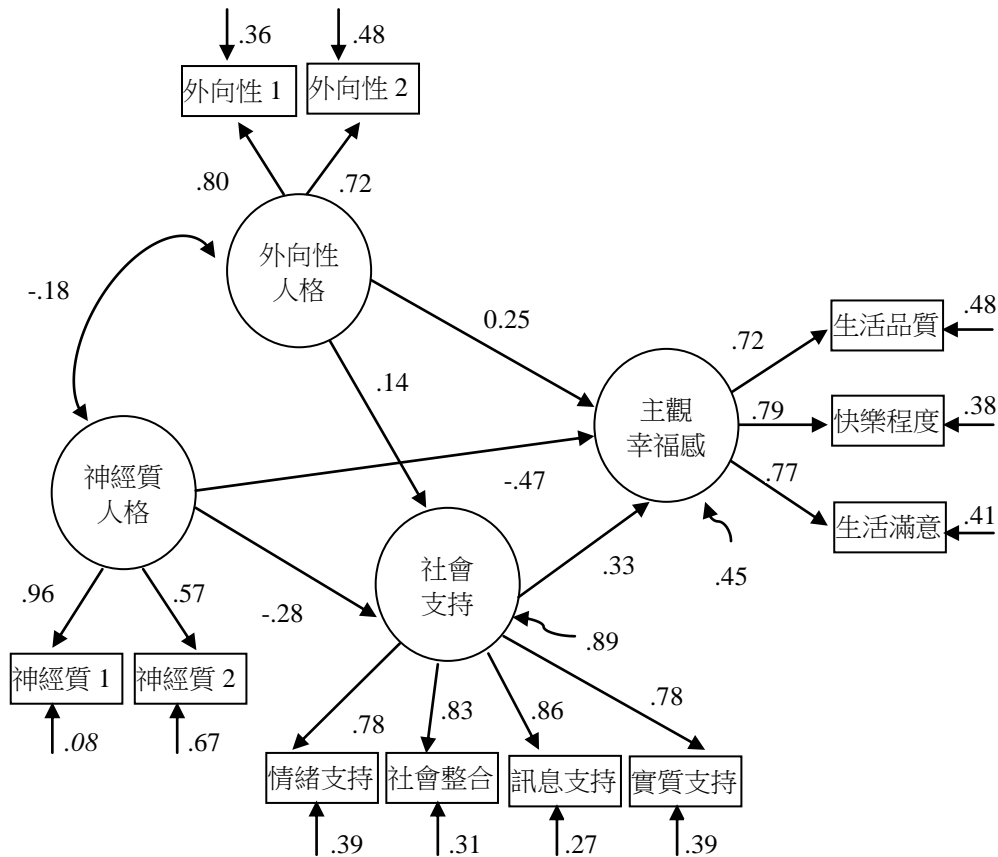 .36
.48
外向性 1
外向性 2
.80
.72
外向性
人格
-.18
0.25
.14
生活品質
.48
.72
主觀
幸福感
.79
快樂程度
.38
神經質
人格
-.47
.77
生活滿意
.41
社會
支持
.33
.45
.96
.57
-.28
.89
神經質 1
神經質 2
.08
.67
.78
.83
.86
.78
情緒支持
社會整合
訊息支持
實質支持
.39
.31
.27
.39